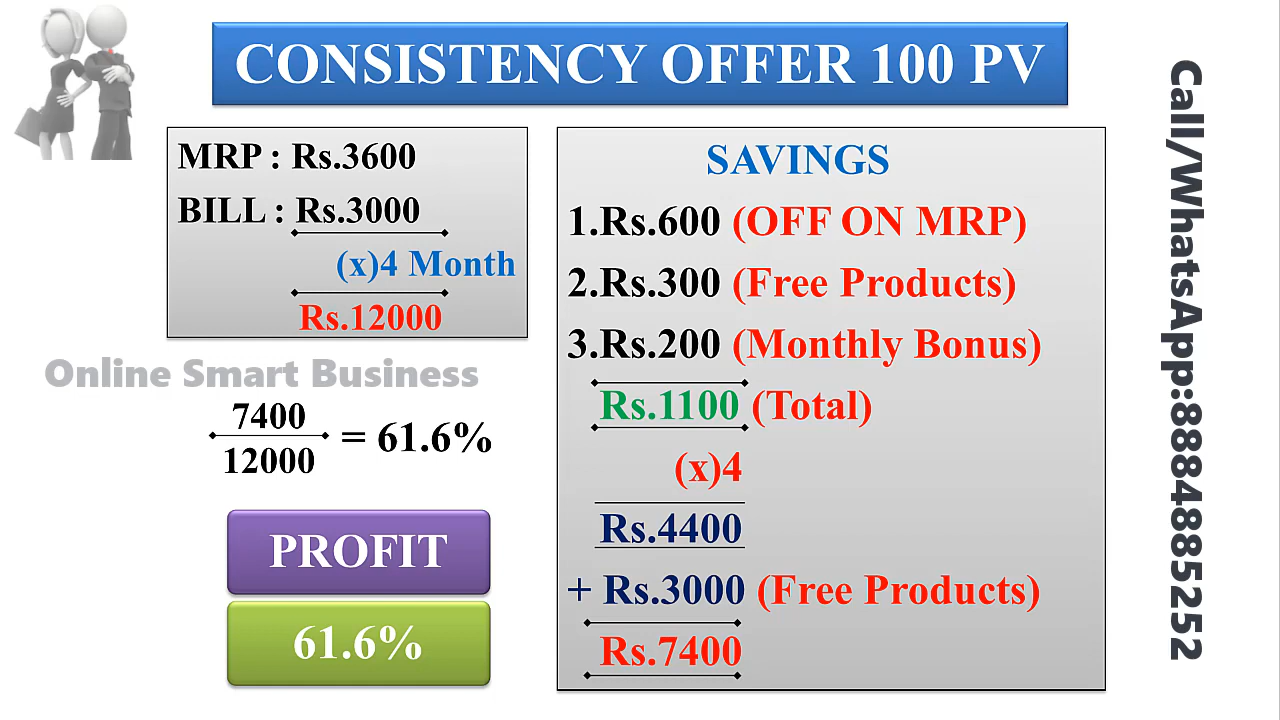 CONSISTENCY OFFER 100 PV
MRP : Rs.3600
BILL : Rs.3000
(x)4 Month
Rs.12000
Online Smart Business
7400
12000
= 61.6%
PROFIT
61.6%
SAVINGS
1.Rs.600 (OFF ON MRP)
2.Rs.300 (Free Products)
3.Rs.200 (Monthly Bonus)
Rs.1100 (Total)
(x)4
Rs.4400
+ Rs.3000 (Free Products)
Rs.7400
Call/WhatsApp:8884885252